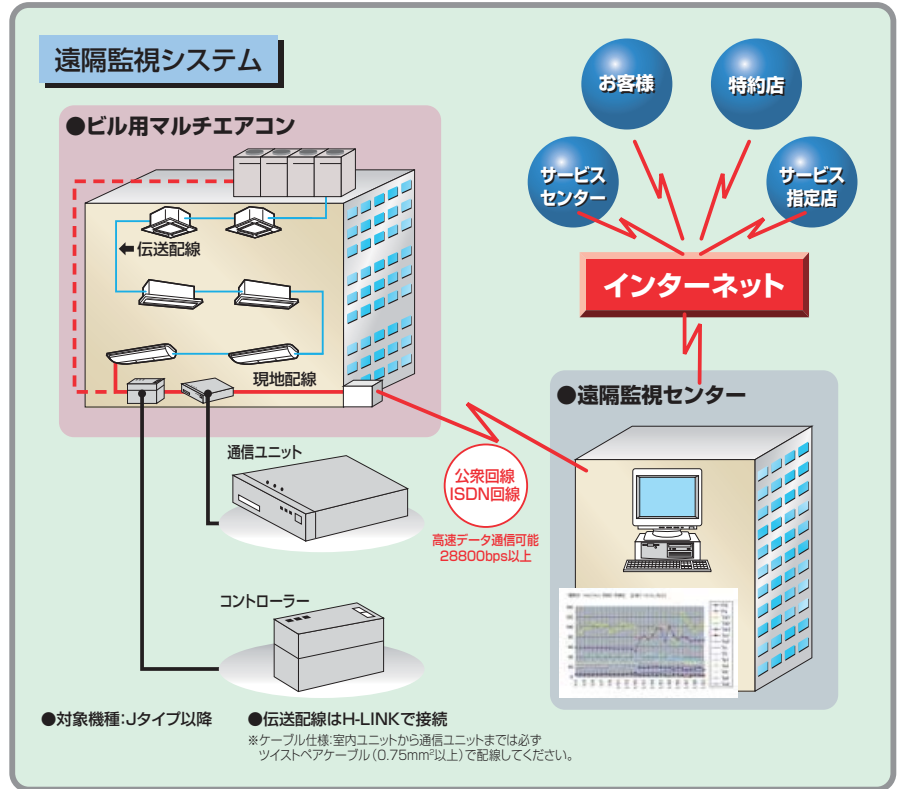 遠隔監視システム
●ビル用マルチエアコン
伝送配線
現地配線
通信ユニット
コントローラー
お客様
特約店
サービス
センター
サービス
指定店
インターネット
公衆回線
ISDN回線
高速データ通信可能
28800bps以上
●遠隔監視センター
●対象機種:Jタイプ以降
●伝送配線はH-LINKで接続
※ケーブル仕様:室内ユニットから通信ユニットまでは必ず
ツイストペアケーブル(0.75mm²以上)で配線してください。